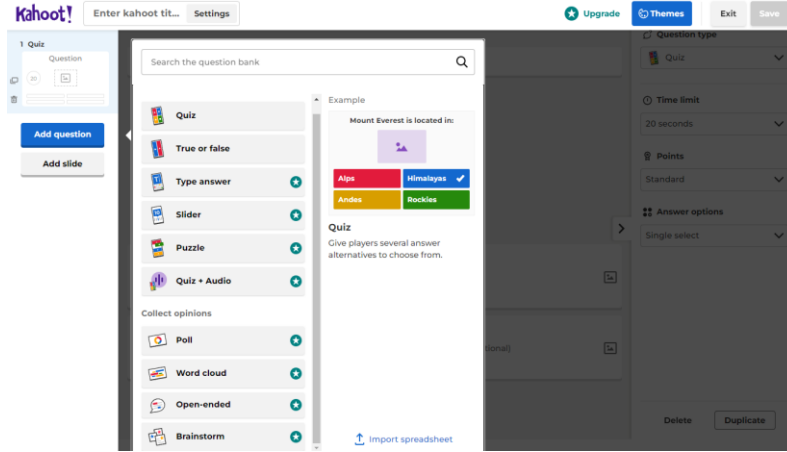 Kahoot!
Enter kahoot tit...
Settings
Upgrade
Themes
Exit
Save
1 Quiz
Question
20
Add question
Add slide
Search the question bank
Quiz
True or false
Type answer
Slider
Puzzle
Quiz + Audio
Collect opinions
Poll
Word cloud
Open-ended
Brainstorm
Example
Mount Everest is located in:
Alps
Himalayas
Andes
Rockies
Quiz
Give players several answer
alternatives to choose from.
Import spreadsheet
tional)
Question type
Quiz
Time limit
20 seconds
Points
Standard
Answer options
Single select
Delete
Duplicate